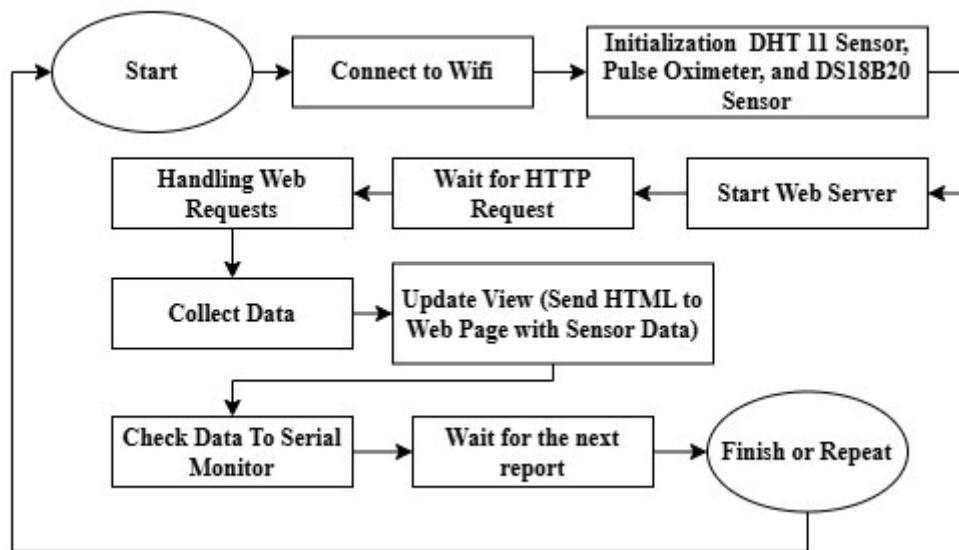 Start
Connect to Wifi
Initialization DHT 11 Sensor,
Pulse Oximeter, and DS18B20
Sensor
Start Web Server
Wait for HTTP
Request
Handling Web
Requests
Collect Data
Update View (Send HTML to
Web Page with Sensor Data)
Check Data To Serial
Monitor
Wait for the next
report
Finish or Repeat